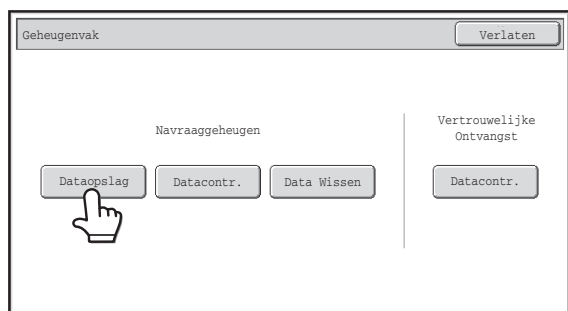 Geheugenvak
Verlaten
Navraaggeheugen
Vertrouwelijke
Ontvangst
Dataopslag
Datacontr.
Data Wissen
Datacontr.